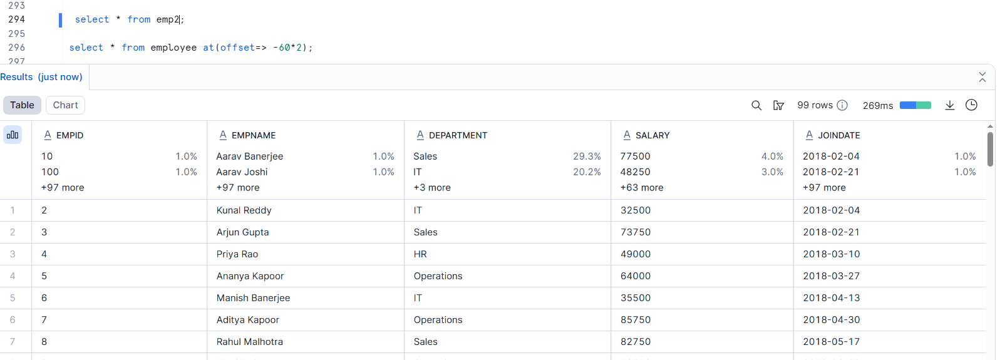 293
294 select * from emp2;
295
296 select * from employee at(offset=> -60*2);
297
Results (just now)
Table Chart 99 rows 269ms
A EMPID A EMPNAME A DEPARTMENT A SALARY A JOINDATE
10 1.0% Aarav Banerjee 1.0% Sales 29.3% 77500 4.0% 2018-02-04 1.0%
100 1.0% Aarav Joshi 1.0% IT 20.2% 48250 3.0% 2018-02-21 1.0%
+97 more +97 more +3 more +63 more +97 more
1 2 Kunal Reddy IT 32500 2018-02-04
2 3 Arjun Gupta Sales 73750 2018-02-21
3 4 Priya Rao HR 49000 2018-03-10
4 5 Ananya Kapoor Operations 64000 2018-03-27
5 6 Manish Banerjee IT 35500 2018-04-13
6 7 Aditya Kapoor Operations 85750 2018-04-30
7 8 Rahul Malhotra Sales 82750 2018-05-17